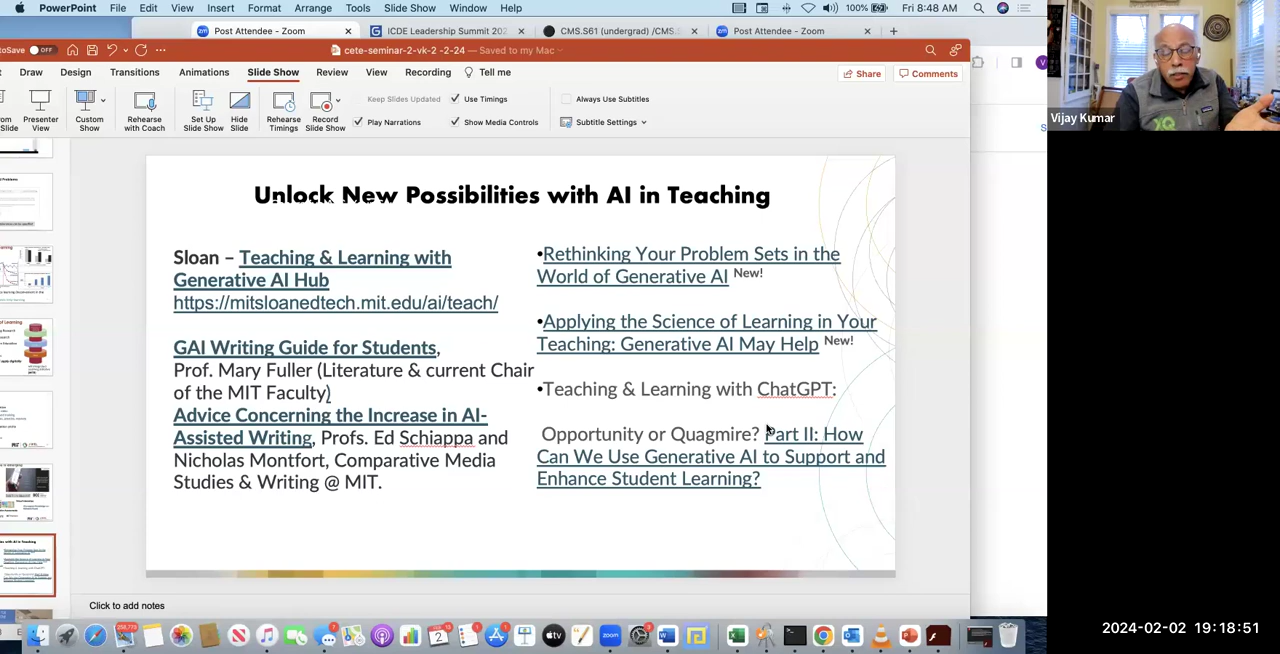 PowerPoint File Edit View Insert Format Arrange Tools Slide Show Window Help 100% Fri 8:48 AM
Post Attendee - Zoom ICDE Leadership Summit 202 CMS.S61 (undergrad) /CMS. Post Attendee - Zoom
toSave OFF cete-seminar-2-vk-2 -2-24 — Saved to my Mac
Draw Design Transitions Animations Slide Show Review View Recording Tell me Share Comments
Keep Slides Updated Use Timings Always Use Subtitles
Play Narrations Show Media Controls Subtitle Settings
Presenter View
Custom Show
Rehearse with Coach
Set Up Slide Show
Hide Slide
Rehearse Timings
Record Slide Show
Vijay Kumar
Unlock New Possibilities with AI in Teaching
Sloan – Teaching & Learning with
Generative AI Hub
https://mitsloanedtech.mit.edu/ai/teach/
GAI Writing Guide for Students,
Prof. Mary Fuller (Literature & current Chair
of the MIT Faculty)
Advice Concerning the Increase in AI-
Assisted Writing, Profs. Ed Schiappa and
Nicholas Montfort, Comparative Media
Studies & Writing @ MIT.
•Rethinking Your Problem Sets in the
World of Generative AI New!
•Applying the Science of Learning in Your
Teaching: Generative AI May Help New!
•Teaching & Learning with ChatGPT:
Opportunity or Quagmire? Part II: How
Can We Use Generative AI to Support and
Enhance Student Learning?
Click to add notes
2024-02-02 19:18:51